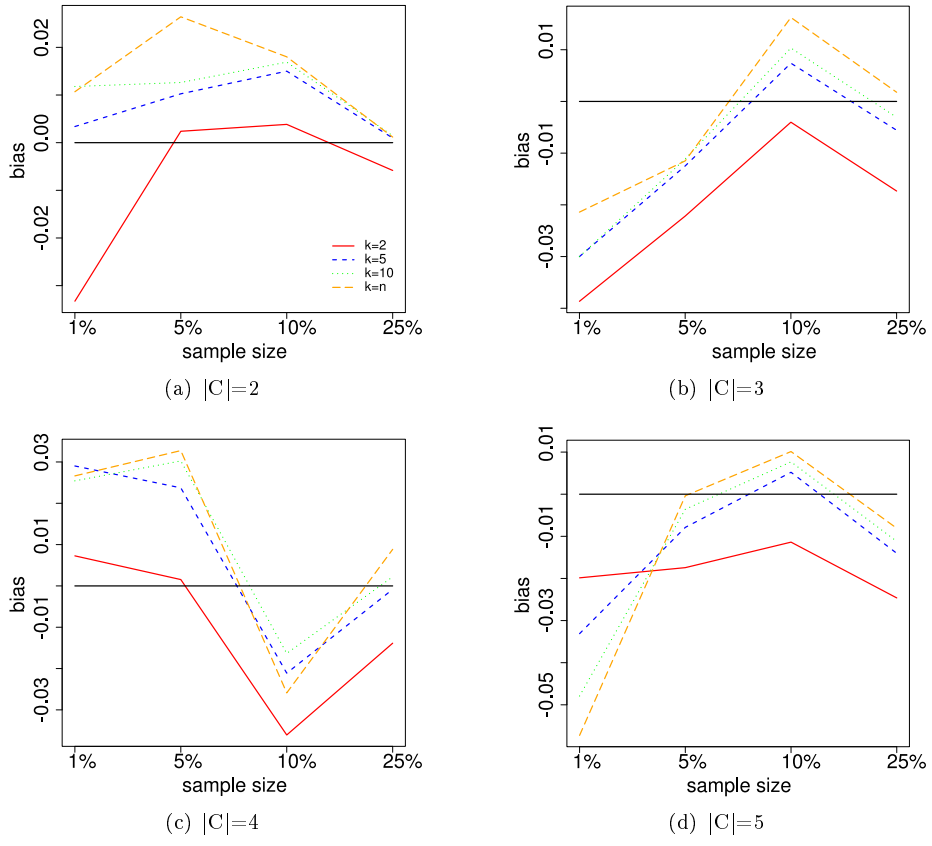 0.02
0.00
-0.02
bias
k=2
k=5
k=10
k=n
1% 5% 10% 25%
sample size
(a) |C|=2
0.01
-0.01
-0.03
bias
1% 5% 10% 25%
sample size
(b) |C|=3
0.03
0.01
-0.01
-0.03
bias
1% 5% 10% 25%
sample size
(c) |C|=4
0.01
-0.01
-0.03
-0.05
bias
1% 5% 10% 25%
sample size
(d) |C|=5